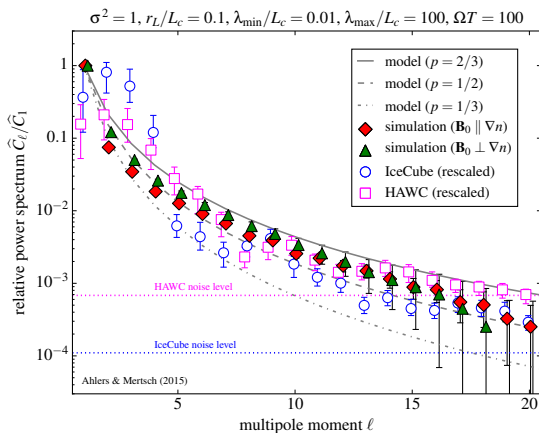 σ² = 1, r_L/L_c = 0.1, λ_min/L_c = 0.01, λ_max/L_c = 100, ΩT = 100
relative power spectrum Ĉ_ℓ/Ĉ_1
1
0.1
10⁻²
10⁻³
10⁻⁴
model (p = 2/3)
model (p = 1/2)
model (p = 1/3)
simulation (B₀ ∥ ∇n)
simulation (B₀ ⊥ ∇n)
IceCube (rescaled)
HAWC (rescaled)
HAWC noise level
IceCube noise level
Ahlers & Mertsch (2015)
5
10
15
20
multipole moment ℓ